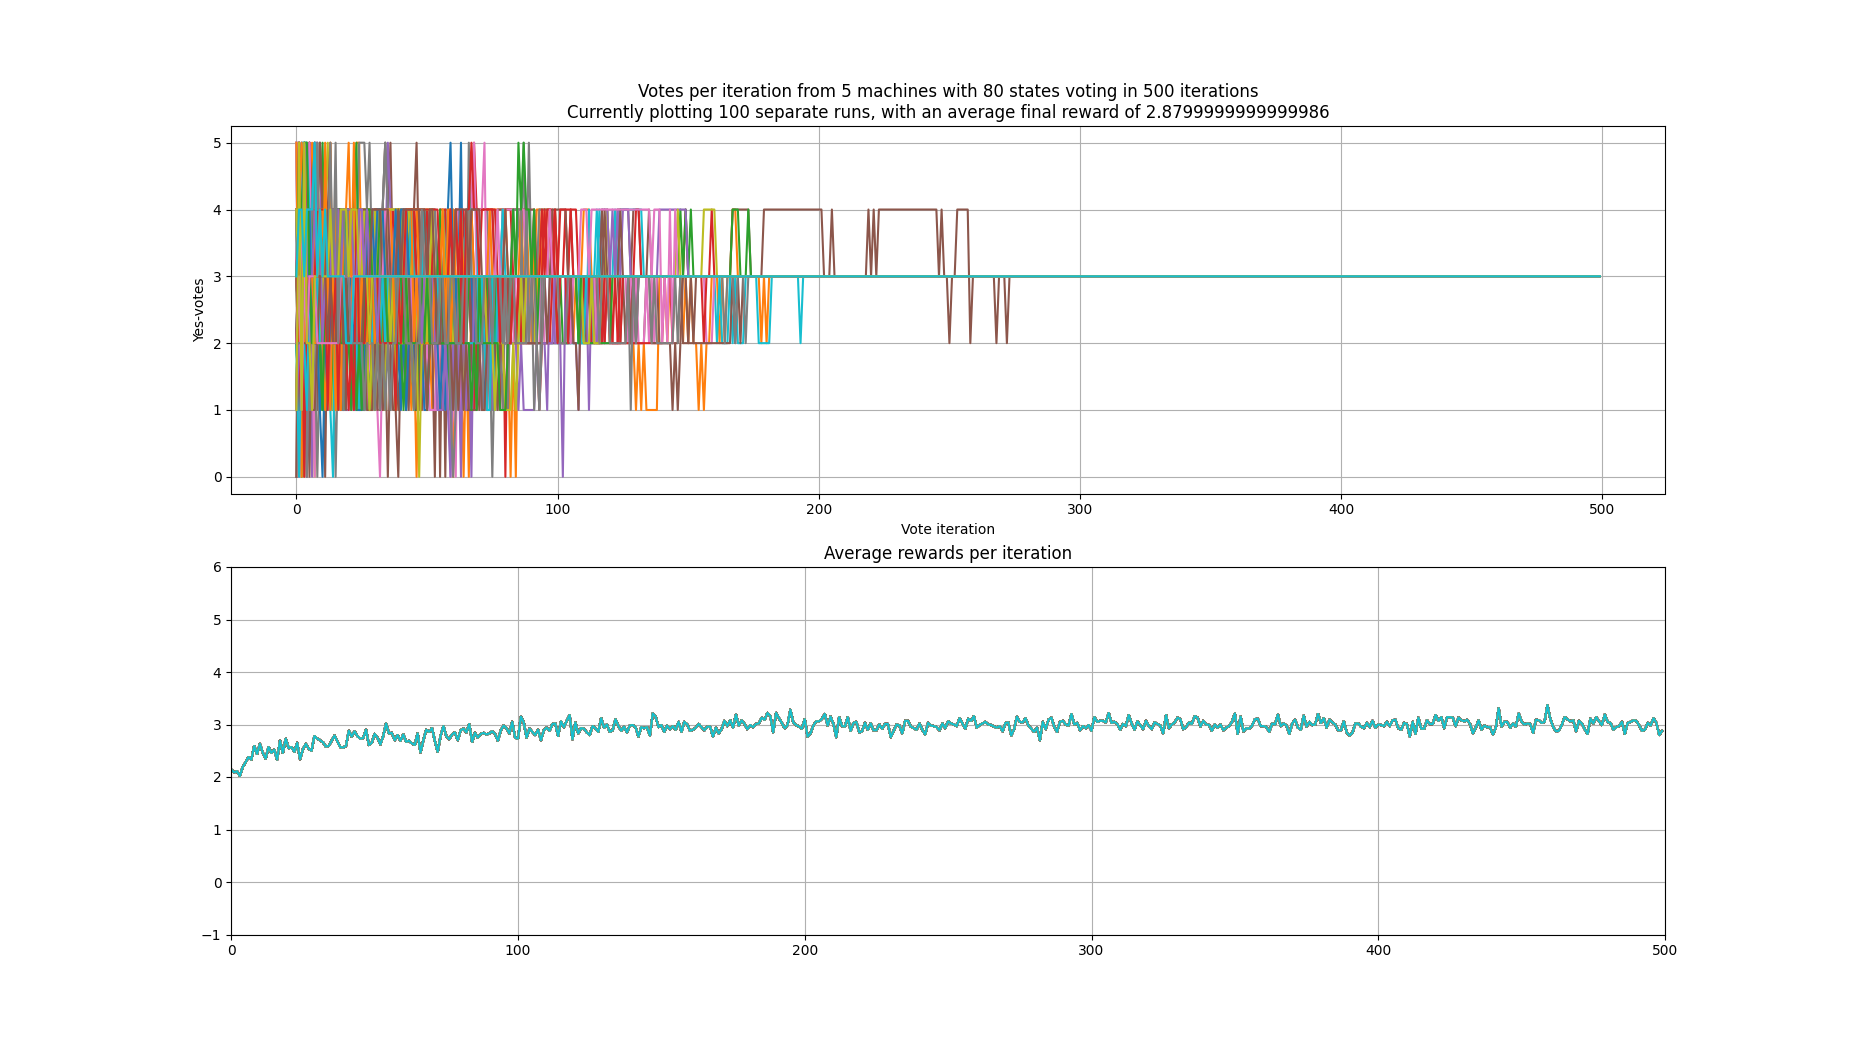 Votes per iteration from 5 machines with 80 states voting in 500 iterations
Currently plotting 100 separate runs, with an average final reward of 2.8799999999999986
5
4
3
2
1
0
Yes-votes
0 100 200 300 400 500
Vote iteration
Average rewards per iteration
6
5
4
3
2
1
0
−1
0 100 200 300 400 500